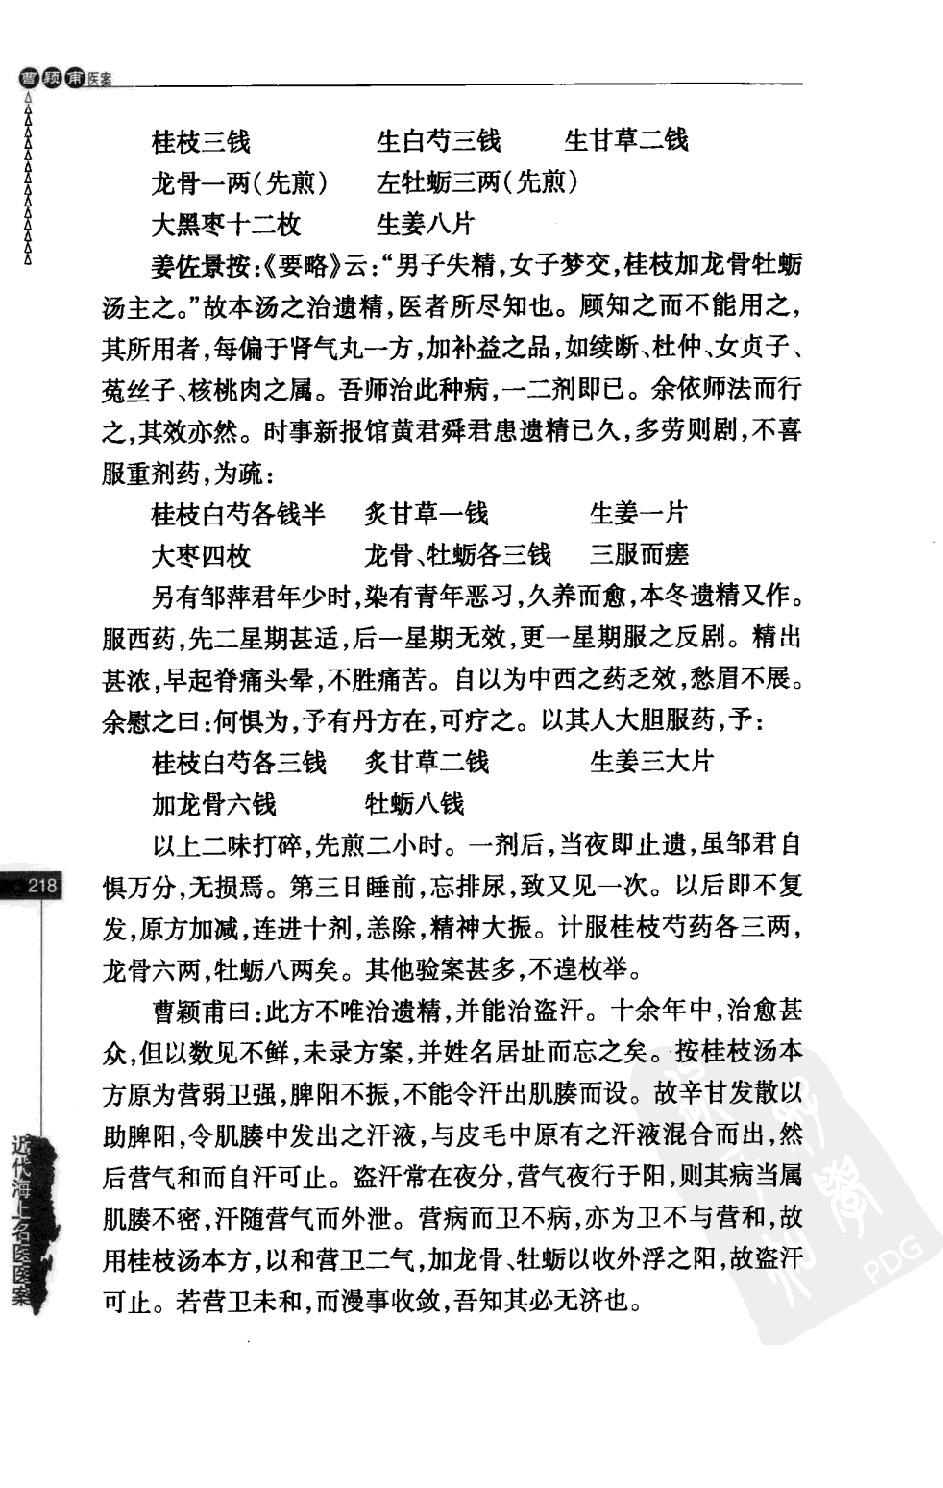 曹颖甫医案
桂枝三钱 生白芍三钱 生甘草二钱
龙骨一两(先煎) 左牡蛎三两(先煎)
大黑枣十二枚 生姜八片
姜佐景按:《要略》云:“男子失精,女子梦交,桂枝加龙骨牡蛎
汤主之。”故本汤之治遗精,医者所尽知也。顾知之而不能用之,
其所用者,每偏于肾气丸一方,加补益之品,如续断、杜仲、女贞子、
菟丝子、核桃肉之属。吾师治此种病,一二剂即已。余依师法而行
之,其效亦然。时事新报馆黄君舜君患遗精已久,多劳则剧,不喜
服重剂药,为疏:
桂枝白芍各钱半 炙甘草一钱 生姜一片
大枣四枚 龙骨、牡蛎各三钱 三服而瘥
另有邹萍君年少时,染有青年恶习,久养而愈,本冬遗精又作。
服西药,先二星期甚适,后一星期无效,更一星期服之反剧。精出
甚浓,早起脊痛头晕,不胜痛苦。自以为中西之药乏效,愁眉不展。
余慰之曰:何惧为,予有丹方在,可疗之。以其人大胆服药,予:
桂枝白芍各三钱 炙甘草二钱 生姜三大片
加龙骨六钱 牡蛎八钱
以上二味打碎,先煎二小时。一剂后,当夜即止遗,虽邹君自
惧万分,无损焉。第三日睡前,忘排尿,致又见一次。以后即不复
发,原方加减,连进十剂,恙除,精神大振。计服桂枝芍药各三两,
龙骨六两,牡蛎八两矣。其他验案甚多,不遑枚举。
曹颖甫曰:此方不唯治遗精,并能治盗汗。十余年中,治愈甚
众,但以数见不鲜,未录方案,并姓名居址而忘之矣。按桂枝汤本
方原为营弱卫强,脾阳不振,不能令汗出肌腠而设。故辛甘发散以
助脾阳,令肌腠中发出之汗液,与皮毛中原有之汗液混合而出,然
后营气和而自汗可止。盗汗常在夜分,营气夜行于阳,则其病当属
肌腠不密,汗随营气而外泄。营病而卫不病,亦为卫不与营和,故
用桂枝汤本方,以和营卫二气,加龙骨、牡蛎以收外浮之阳,故盗汗
可止。若营卫未和,而漫事收敛,吾知其必无济也。
218
近代海上名医医案
PDG